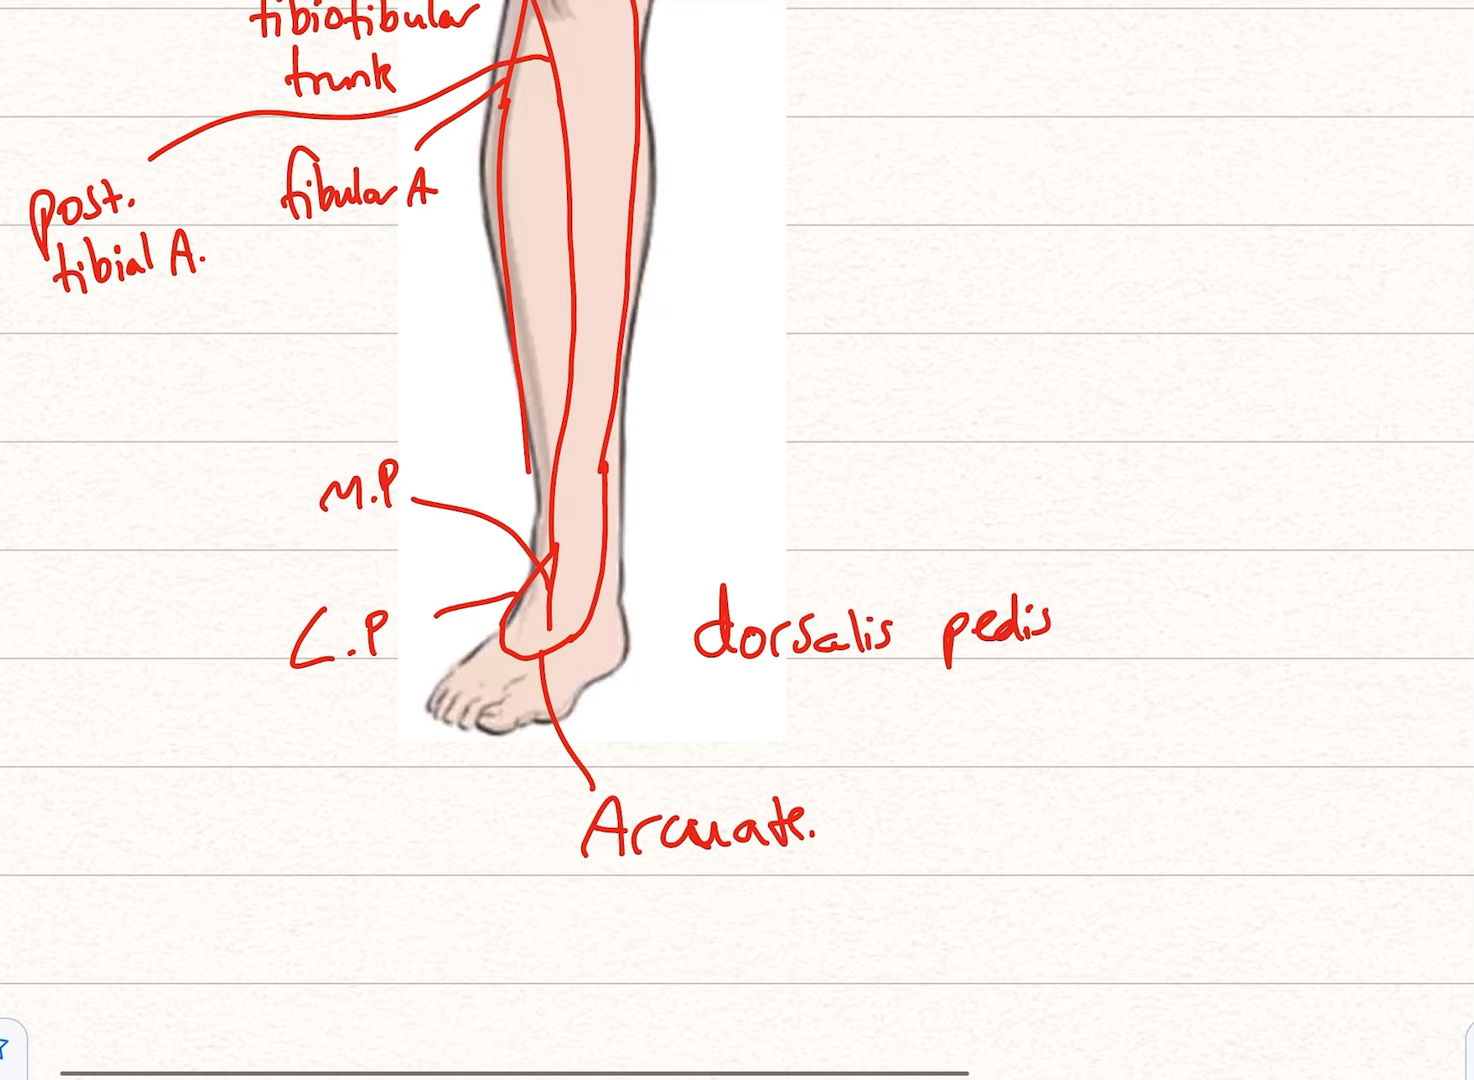 tibiofibular
trunk
post.
tibial A.
fibular A
M.P
L.P
dorsalis pedis
Arcuate.